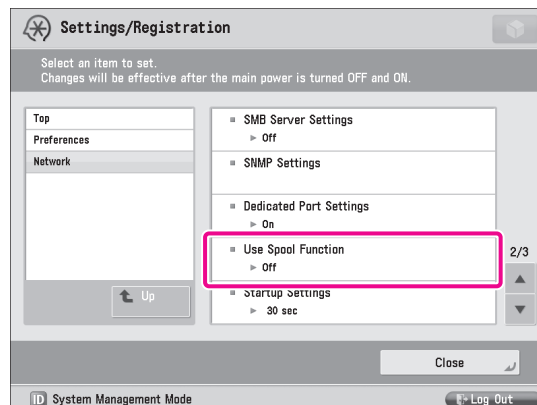 Settings/Registration
Select an item to set.
Changes will be effective after the main power is turned OFF and ON.
Top
Preferences
Network
Up
SMB Server Settings
► Off
SNMP Settings
Dedicated Port Settings
► On
Use Spool Function
► Off
Startup Settings
► 30 sec
2/3
Close
ID System Management Mode
Log Out